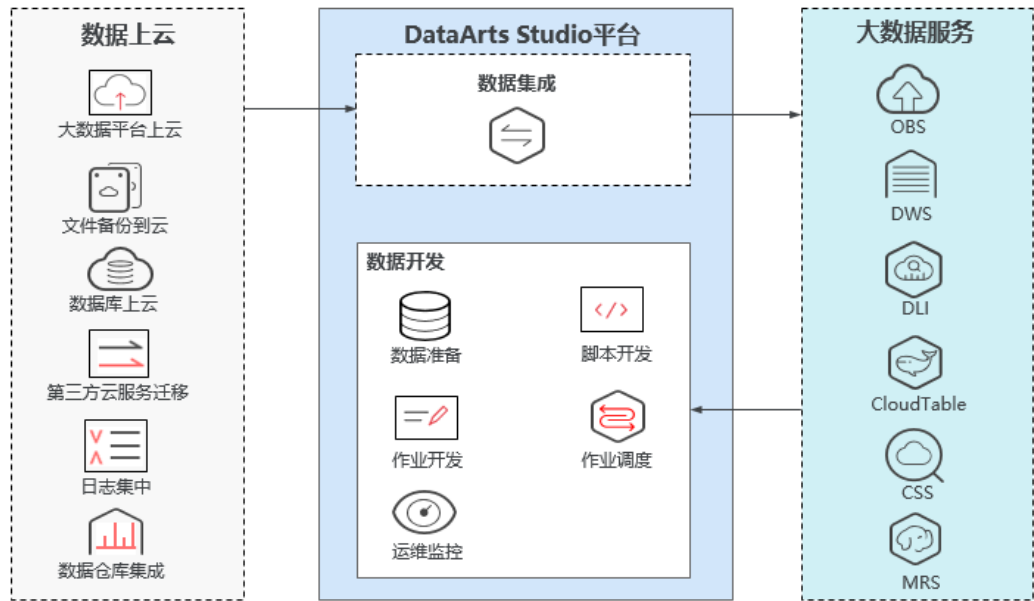 数据上云
大数据平台上云
文件备份到云
数据库上云
第三方云服务迁移
日志集中
数据仓库集成
DataArts Studio平台
数据集成
数据开发
数据准备
脚本开发
作业开发
作业调度
运维监控
大数据服务
OBS
DWS
DLI
CloudTable
CSS
MRS